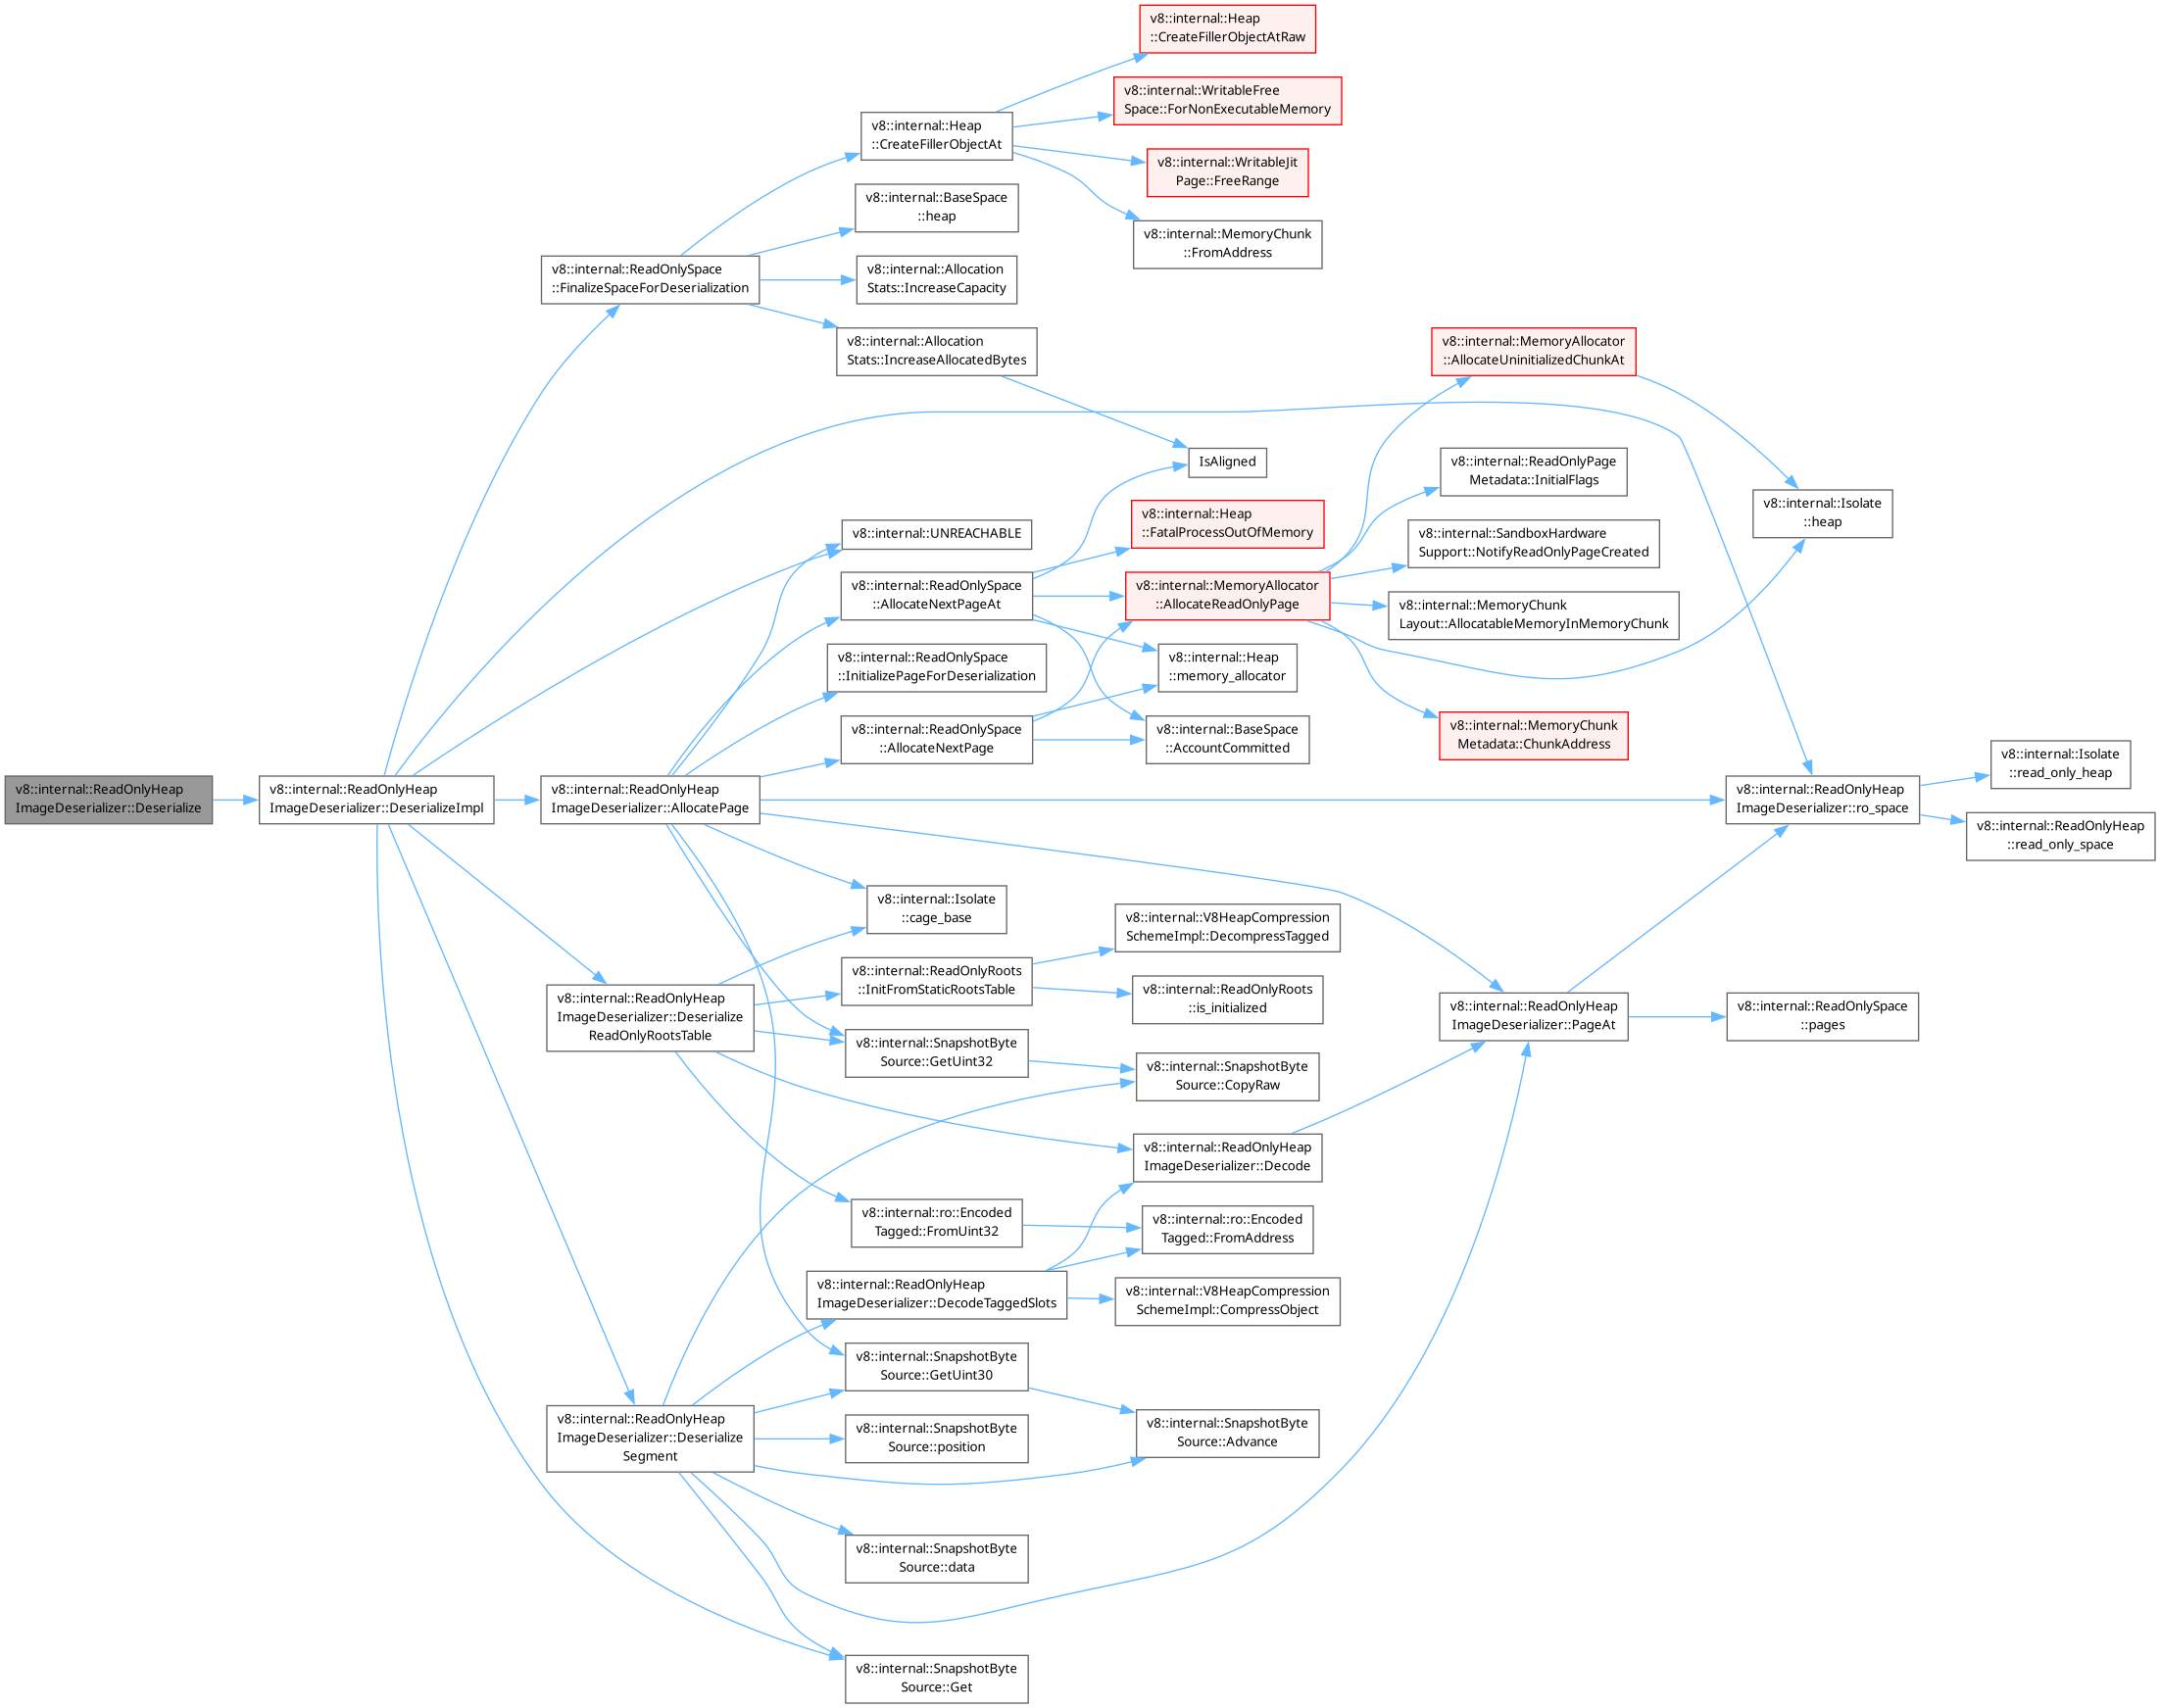 v8::internal::Heap
::CreateFillerObjectAtRaw
v8::internal::WritableFree
Space::ForNonExecutableMemory
v8::internal::Heap
::CreateFillerObjectAt
v8::internal::WritableJit
Page::FreeRange
v8::internal::BaseSpace
::heap
v8::internal::MemoryChunk
::FromAddress
v8::internal::ReadOnlySpace
::FinalizeSpaceForDeserialization
v8::internal::Allocation
Stats::IncreaseCapacity
v8::internal::Allocation
Stats::IncreaseAllocatedBytes
v8::internal::MemoryAllocator
::AllocateUninitializedChunkAt
IsAligned
v8::internal::ReadOnlyPage
Metadata::InitialFlags
v8::internal::Isolate
::heap
v8::internal::UNREACHABLE
v8::internal::Heap
::FatalProcessOutOfMemory
v8::internal::SandboxHardware
Support::NotifyReadOnlyPageCreated
v8::internal::ReadOnlySpace
::AllocateNextPageAt
v8::internal::MemoryAllocator
::AllocateReadOnlyPage
v8::internal::MemoryChunk
Layout::AllocatableMemoryInMemoryChunk
v8::internal::ReadOnlySpace
::InitializePageForDeserialization
v8::internal::Heap
::memory_allocator
v8::internal::ReadOnlySpace
::AllocateNextPage
v8::internal::BaseSpace
::AccountCommitted
v8::internal::MemoryChunk
Metadata::ChunkAddress
v8::internal::Isolate
::read_only_heap
v8::internal::ReadOnlyHeap
ImageDeserializer::Deserialize
v8::internal::ReadOnlyHeap
ImageDeserializer::DeserializeImpl
v8::internal::ReadOnlyHeap
ImageDeserializer::AllocatePage
v8::internal::ReadOnlyHeap
ImageDeserializer::ro_space
v8::internal::ReadOnlyHeap
::read_only_space
v8::internal::Isolate
::cage_base
v8::internal::V8HeapCompression
SchemeImpl::DecompressTagged
v8::internal::ReadOnlyRoots
::InitFromStaticRootsTable
v8::internal::ReadOnlyRoots
::is_initialized
v8::internal::ReadOnlyHeap
ImageDeserializer::Deserialize
ReadOnlyRootsTable
v8::internal::ReadOnlyHeap
ImageDeserializer::PageAt
v8::internal::ReadOnlySpace
::pages
v8::internal::SnapshotByte
Source::GetUint32
v8::internal::SnapshotByte
Source::CopyRaw
v8::internal::ReadOnlyHeap
ImageDeserializer::Decode
v8::internal::ro::Encoded
Tagged::FromUint32
v8::internal::ro::Encoded
Tagged::FromAddress
v8::internal::ReadOnlyHeap
ImageDeserializer::DecodeTaggedSlots
v8::internal::V8HeapCompression
SchemeImpl::CompressObject
v8::internal::SnapshotByte
Source::GetUint30
v8::internal::ReadOnlyHeap
ImageDeserializer::Deserialize
Segment
v8::internal::SnapshotByte
Source::position
v8::internal::SnapshotByte
Source::Advance
v8::internal::SnapshotByte
Source::data
v8::internal::SnapshotByte
Source::Get